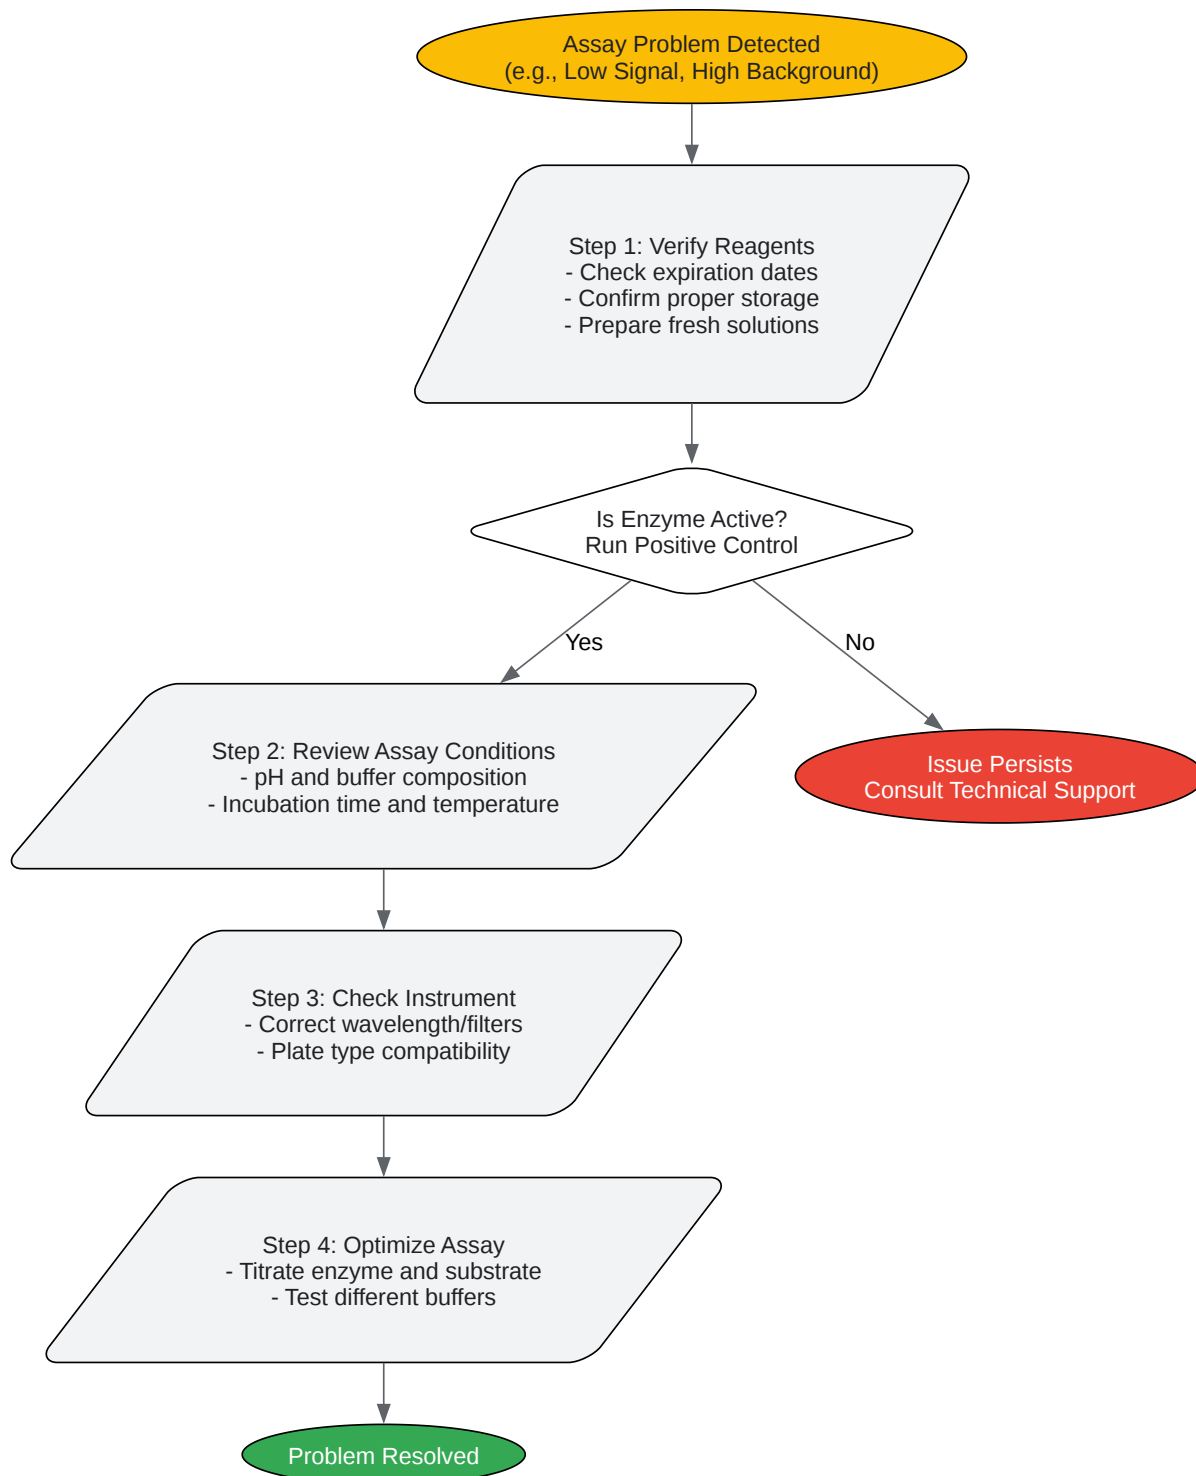 Assay Problem Detected
(e.g., Low Signal, High Background)
Step 1: Verify Reagents
- Check expiration dates
- Confirm proper storage
- Prepare fresh solutions
Is Enzyme Active?
Run Positive Control
Yes
No
Step 2: Review Assay Conditions
- pH and buffer composition
- Incubation time and temperature
Issue Persists
Consult Technical Support
Step 3: Check Instrument
- Correct wavelength/filters
- Plate type compatibility
Step 4: Optimize Assay
- Titrate enzyme and substrate
- Test different buffers
Problem Resolved